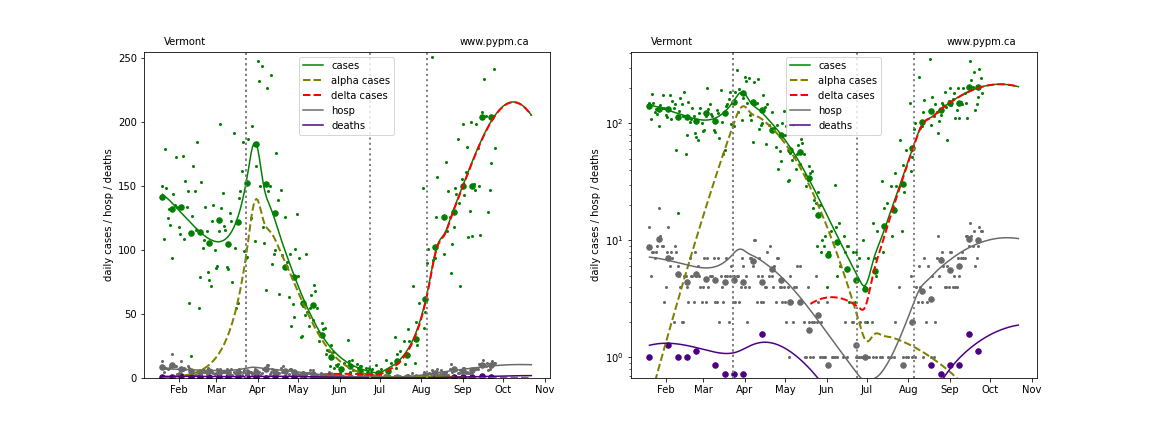 Vermont www.pypm.ca
250
200
150
100
50
0
daily cases / hosp / deaths
cases
alpha cases
delta cases
hosp
deaths
Feb Mar Apr May Jun Jul Aug Sep Oct Nov
Vermont www.pypm.ca
10²
10¹
10⁰
daily cases / hosp / deaths
cases
alpha cases
delta cases
hosp
deaths
Feb Mar Apr May Jun Jul Aug Sep Oct Nov